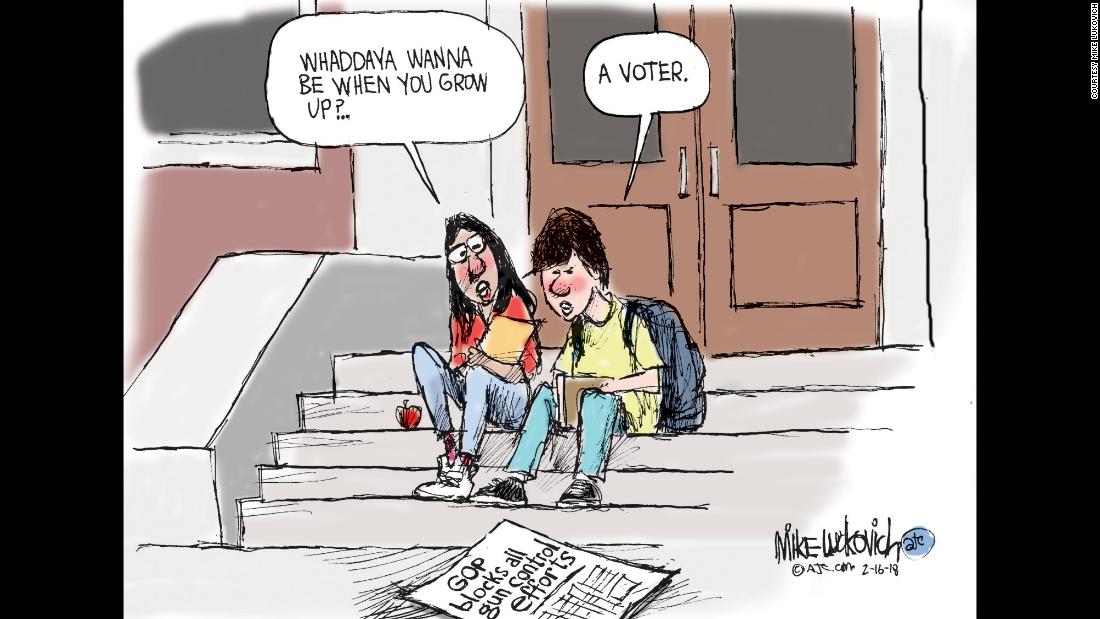 WHADDAYA WANNA
BE WHEN YOU GROW
UP?..
A VOTER.
GOP
blocks all
gun control
efforts
MIKE LUCKOVICH ajc
© AJC.com 2-16-18
COURTESY MIKE LUKOVICH